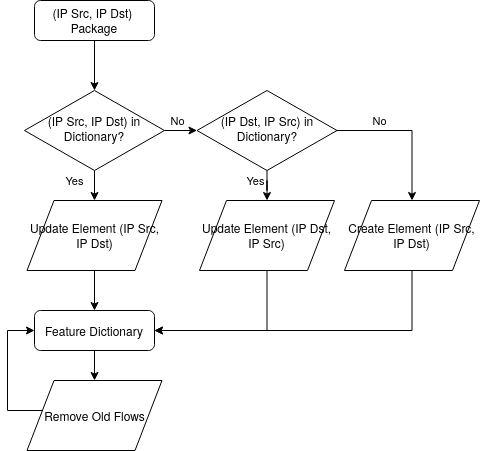 (IP Src, IP Dst)
Package
(IP Src, IP Dst) in
Dictionary?
No
(IP Dst, IP Src) in
Dictionary?
No
Yes
Yes
Update Element (IP Src,
IP Dst)
Update Element (IP Dst,
IP Src)
Create Element (IP Src,
IP Dst)
Feature Dictionary
Remove Old Flows